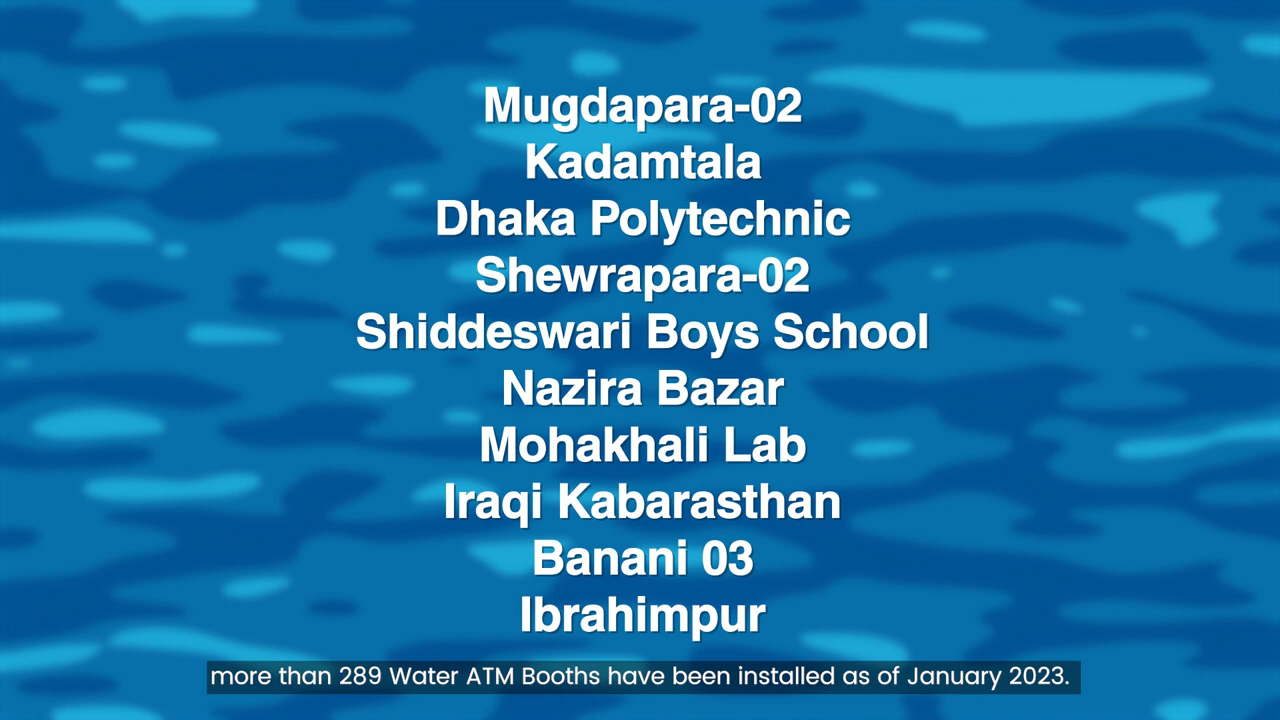 Mugdapara-02
Kadamtala
Dhaka Polytechnic
Shewrapara-02
Shiddeswari Boys School
Nazira Bazar
Mohakhali Lab
Iraqi Kabarasthan
Banani 03
Ibrahimpur
more than 289 Water ATM Booths have been installed as of January 2023.